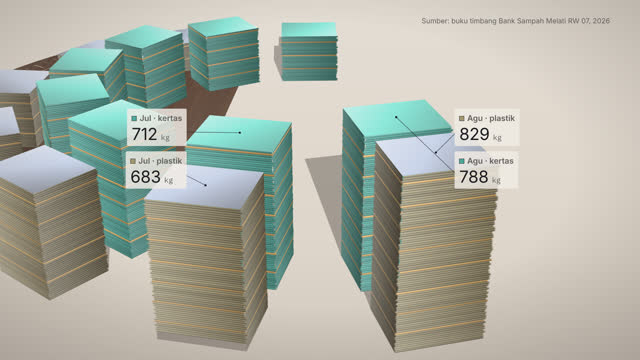 Sumber: buku timbang Bank Sampah Melati RW 07, 2026
Jul · kertas
712 kg
Jul · plastik
683 kg
Agu · plastik
829 kg
Agu · kertas
788 kg